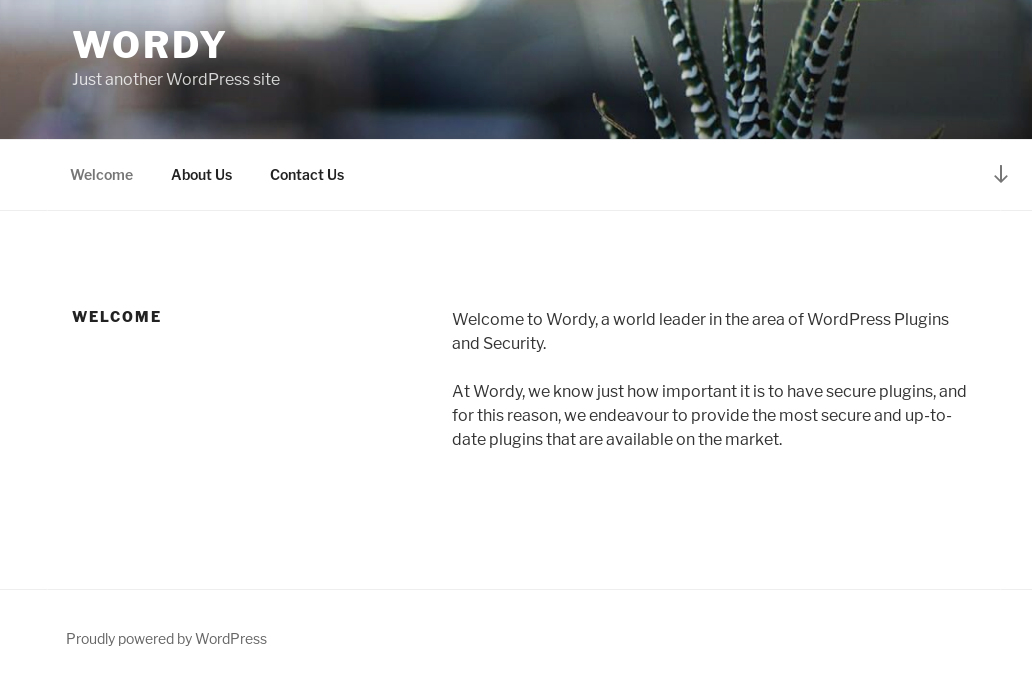 WORDY
Just another WordPress site
Welcome About Us Contact Us
WELCOME
Welcome to Wordy, a world leader in the area of WordPress Plugins
and Security.
At Wordy, we know just how important it is to have secure plugins, and
for this reason, we endeavour to provide the most secure and up-to-
date plugins that are available on the market.
Proudly powered by WordPress